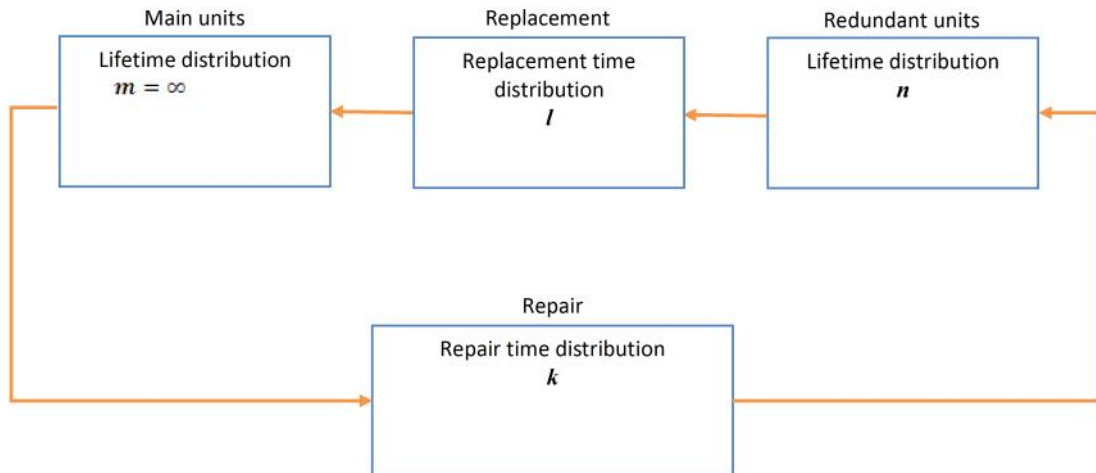 Main units
Replacement
Redundant units
Lifetime distribution
m = ∞
Replacement time
distribution
l
Lifetime distribution
n
Repair
Repair time distribution
k